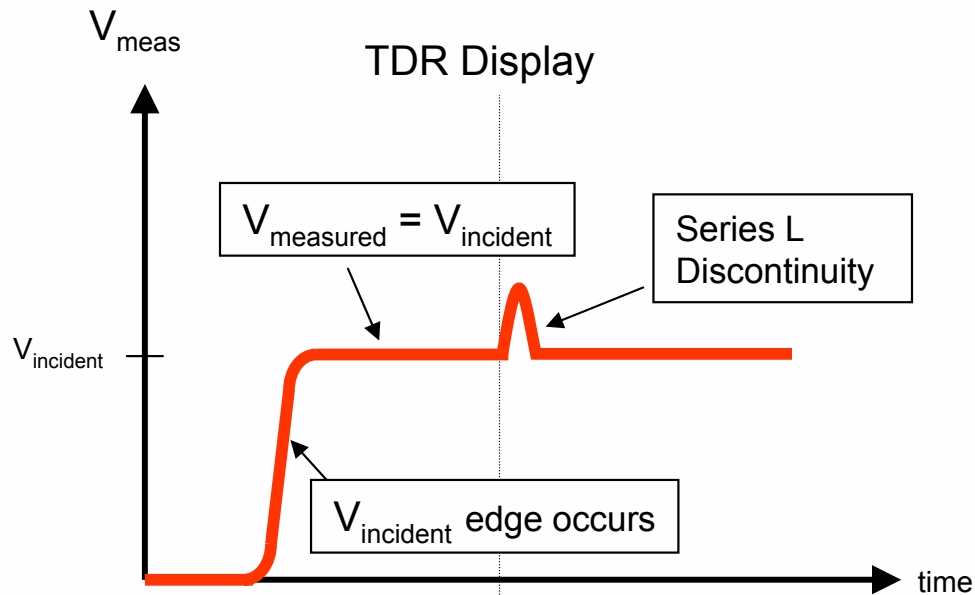 Vmeas
TDR Display
Vmeasured = Vincident
Series L
Discontinuity
Vincident
Vincident edge occurs
time